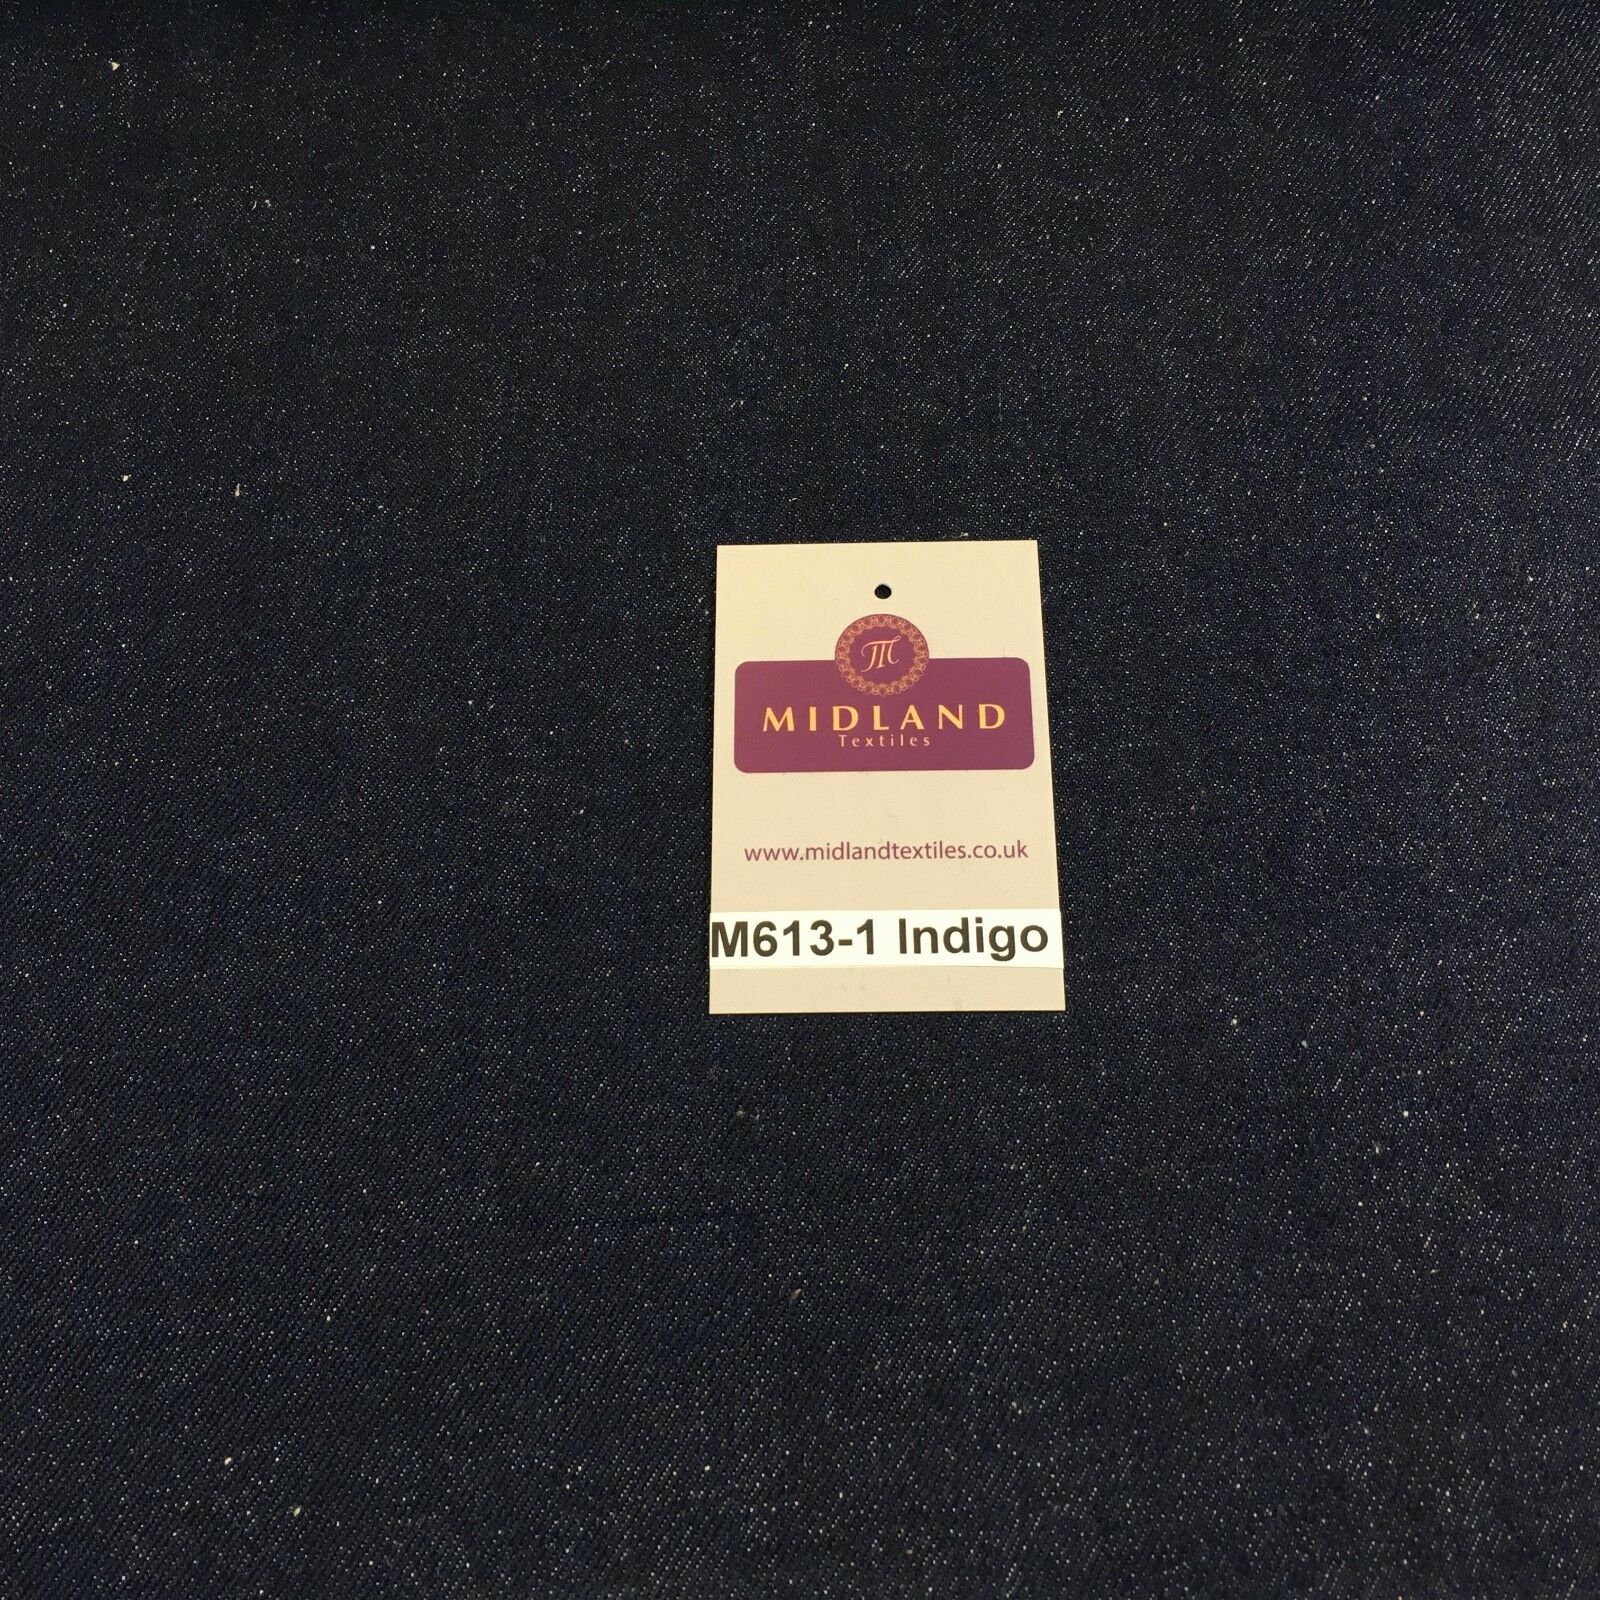 M
MIDLAND
Textiles
www.midlandtextiles.co.uk
M613-1 Indigo